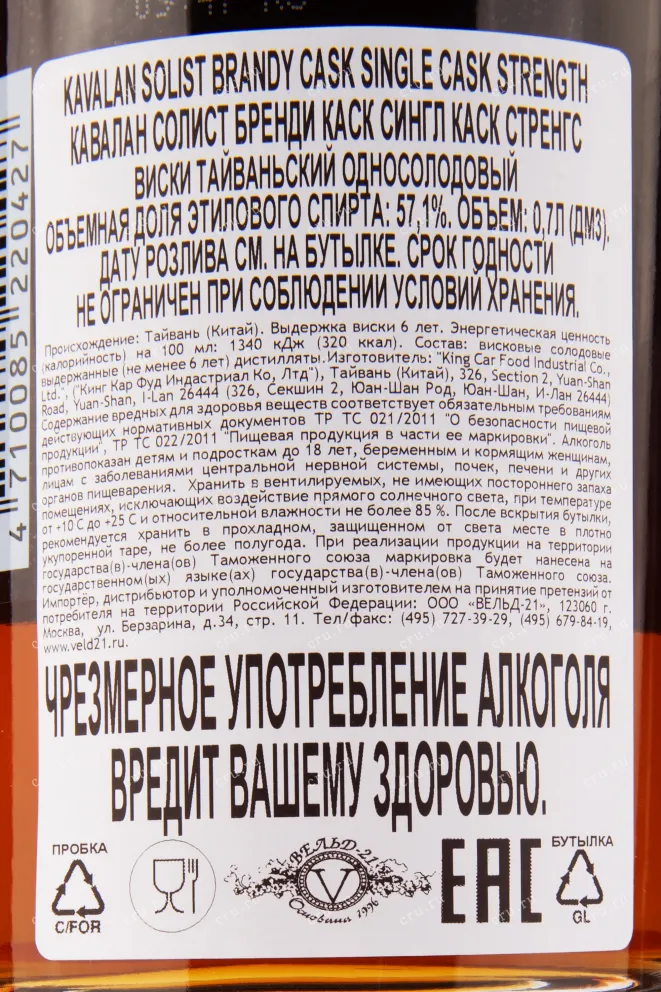 KAVALAN SOLIST BRANDY CASK SINGLE CASK STRENGTH
КАВАЛАН СОЛИСТ БРЕНДИ КАСК СИНГЛ КАСК СТРЕНГС
ВИСКИ ТАЙВАНЬСКИЙ ОДНОСОЛОДОВЫЙ
ОБЪЕМНАЯ ДОЛЯ ЭТИЛОВОГО СПИРТА: 57,1%. ОБЪЕМ: 0,7Л (ДМ3).
ДАТУ РОЗЛИВА СМ. НА БУТЫЛКЕ. СРОК ГОДНОСТИ
НЕ ОГРАНИЧЕН ПРИ СОБЛЮДЕНИИ УСЛОВИЙ ХРАНЕНИЯ.
Происхождение: Тайвань (Китай). Выдержка виски 6 лет. Энергетическая ценность
(калорийность) на 100 мл: 1340 кДж (320 ккал). Состав: висковые солодовые
выдержанные (не менее 6 лет) дистилляты.Изготовитель: "King Car Food Industrial Co.,
Ltd.", ("Кинг Кар Фуд Индастриал Ко, Лтд"), Тайвань (Китай), 326, Section 2, Yuan-Shan
Road, Yuan-Shan, I-Lan 26444 (326, Секшин 2, Юан-Шан Род, Юан-Шан, И-Лан 26444)
Содержание вредных для здоровья веществ соответствует обязательным требованиям
действующих нормативных документов ТР ТС 021/2011 "О безопасности пищевой
продукции", ТР ТС 022/2011 "Пищевая продукция в части ее маркировки". Алкоголь
противопоказан детям и подросткам до 18 лет, беременным и кормящим женщинам,
лицам с заболеваниями центральной нервной системы, почек, печени и других
органов пищеварения. Хранить в вентилируемых, не имеющих постороннего запаха
помещениях, исключающих воздействие прямого солнечного света, при температуре
от +10 С до +25 С и относительной влажности не более 85 %. После вскрытия бутылки,
рекомендуется хранить в прохладном, защищенном от света месте в плотно
укупоренной таре, не более полугода. При реализации продукции на территории
государства(в)-члена(ов) Таможенного союза маркировка будет нанесена на
государственном(ых) языке(ах) государства(в)-члена(ов) Таможенного союза.
Импортёр, дистрибьютор и уполномоченный изготовителем на принятие претензий от
потребителя на территории Российской Федерации: ООО «ВЕЛЬД-21», 123060 г.
Москва, ул. Берзарина, д.34, стр. 11. Тел/факс: (495) 727-39-29, (495) 679-84-19,
www.veld21.ru.
ЧРЕЗМЕРНОЕ УПОТРЕБЛЕНИЕ АЛКОГОЛЯ
ВРЕДИТ ВАШЕМУ ЗДОРОВЬЮ.
ПРОБКА
C/FOR
ВЕЛЬД-21
V
Основана 1996
EAC
БУТЫЛКА
GL
4 710085 220427
cru.ru